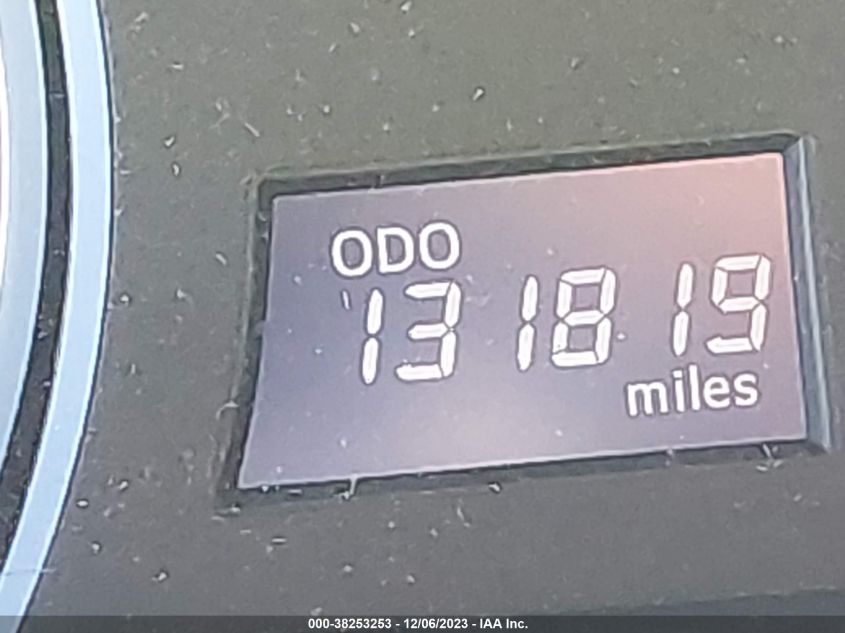 ODO
131819
miles
000-38253253 - 12/06/2023 - IAA Inc.